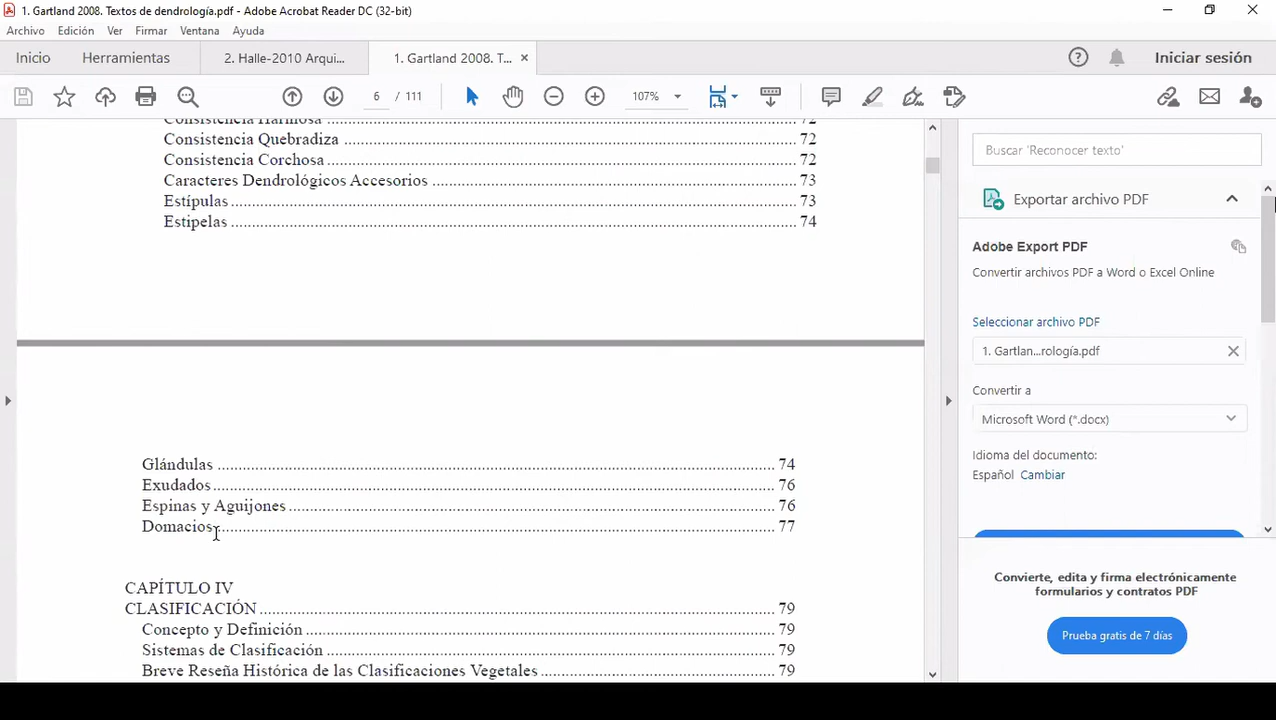 1. Gartland 2008. Textos de dendrología.pdf - Adobe Acrobat Reader DC (32-bit)
Archivo Edición Ver Firmar Ventana Ayuda
Inicio Herramientas 2. Halle-2010 Arqui... 1. Gartland 2008. T... Iniciar sesión
6 / 111 107%
Consistencia Harinosa 72
Consistencia Quebradiza 72
Consistencia Corchosa 72
Caracteres Dendrológicos Accesorios 73
Estípulas 73
Estipelas 74
Glándulas 74
Exudados 76
Espinas y Aguijones 76
Domacios 77
CAPÍTULO IV
CLASIFICACIÓN 79
Concepto y Definición 79
Sistemas de Clasificación 79
Breve Reseña Histórica de las Clasificaciones Vegetales 79
Buscar 'Reconocer texto'
Exportar archivo PDF
Adobe Export PDF
Convertir archivos PDF a Word o Excel Online
Seleccionar archivo PDF
1. Gartlan...rología.pdf
Convertir a
Microsoft Word (*.docx)
Idioma del documento:
Español Cambiar
Convierte, edita y firma electrónicamente
formularios y contratos PDF
Prueba gratis de 7 días